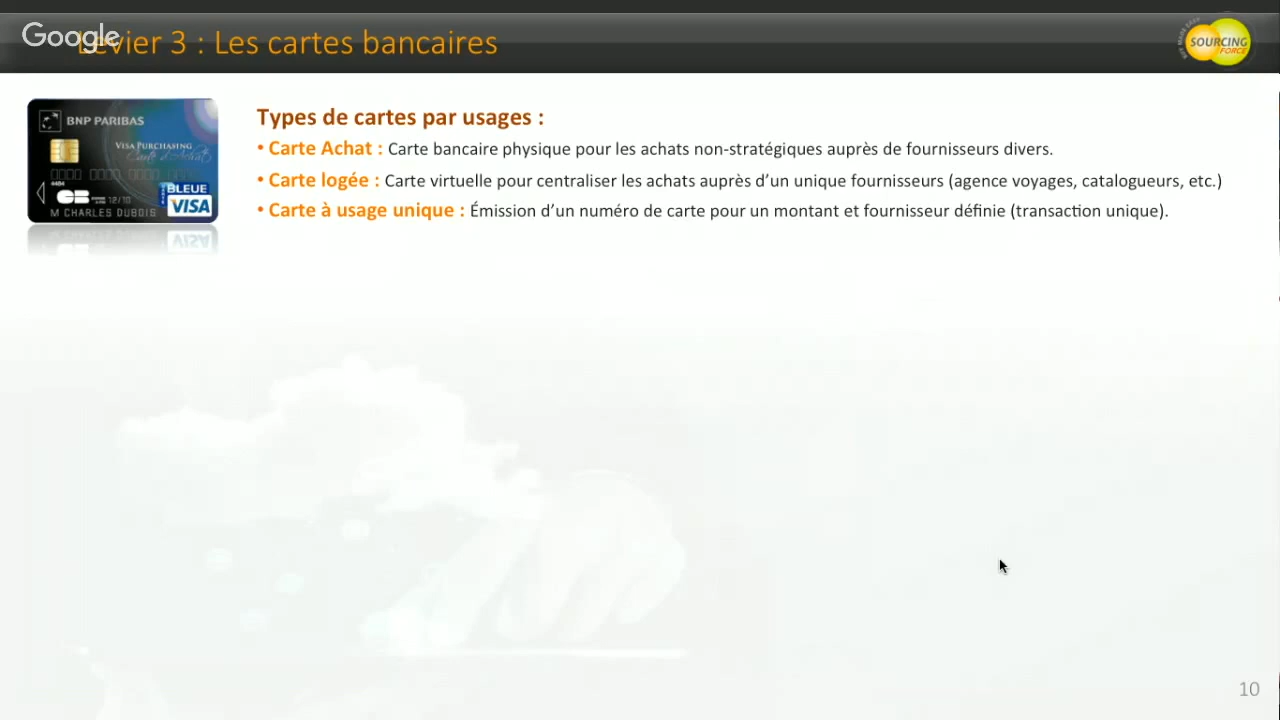 Google
Levier 3 : Les cartes bancaires
SOURCING
FORCE
BNP PARIBAS
VISA PURCHASING
Carte d'Achat
4484
CB 12/10
BLEUE
VISA
M CHARLES DUBOIS
Types de cartes par usages :
• Carte Achat : Carte bancaire physique pour les achats non-stratégiques auprès de fournisseurs divers.
• Carte logée : Carte virtuelle pour centraliser les achats auprès d’un unique fournisseurs (agence voyages, catalogueurs, etc.)
• Carte à usage unique : Émission d’un numéro de carte pour un montant et fournisseur définie (transaction unique).
10